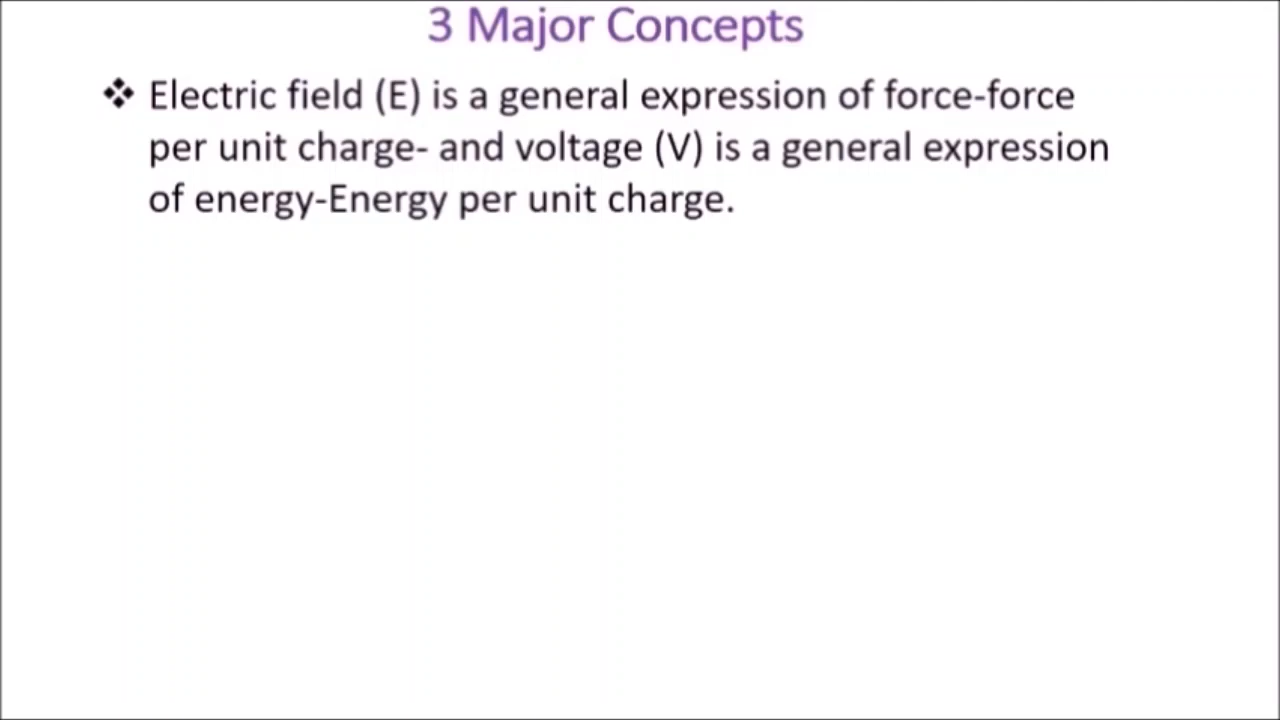 3 Major Concepts
❖ Electric field (E) is a general expression of force-force
per unit charge- and voltage (V) is a general expression
of energy-Energy per unit charge.